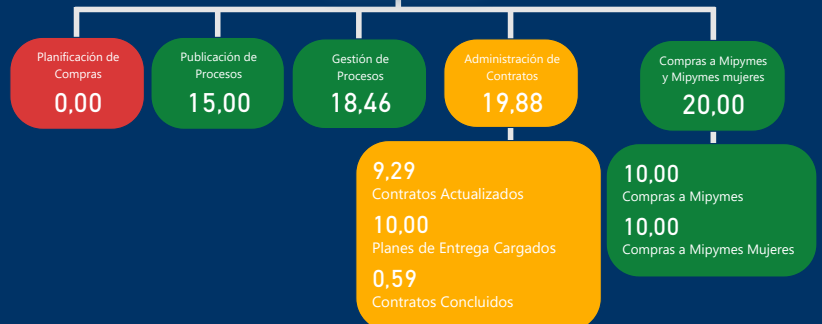 Planificación de
Compras
0,00
Publicación de
Procesos
15,00
Gestión de
Procesos
18,46
Administración de
Contratos
19,88
Compras a Mipymes
y Mipymes mujeres
20,00
9,29
Contratos Actualizados
10,00
Planes de Entrega Cargados
0,59
Contratos Concluidos
10,00
Compras a Mipymes
10,00
Compras a Mipymes Mujeres